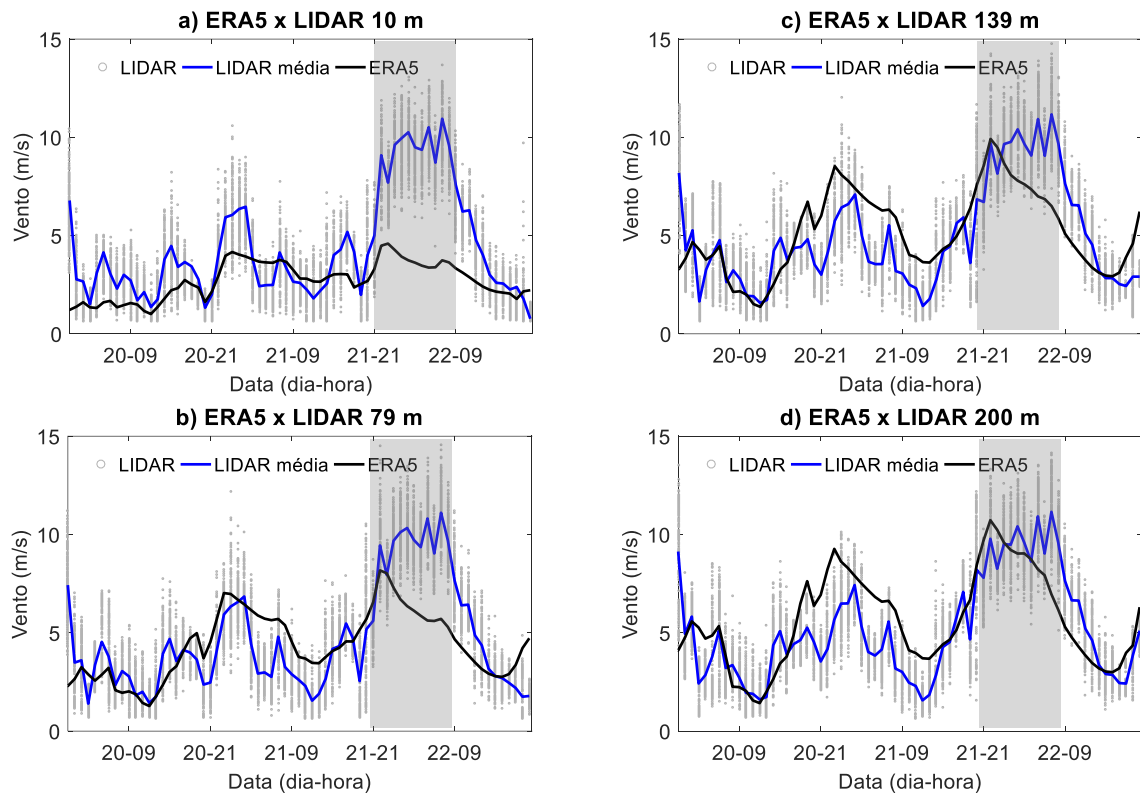 a) ERA5 x LIDAR 10 m
LIDAR LIDAR média ERA5
Vento (m/s)
15
10
5
0
20-09 20-21 21-09 21-21 22-09
Data (dia-hora)
c) ERA5 x LIDAR 139 m
LIDAR LIDAR média ERA5
Vento (m/s)
15
10
5
0
20-09 20-21 21-09 21-21 22-09
Data (dia-hora)
b) ERA5 x LIDAR 79 m
LIDAR LIDAR média ERA5
Vento (m/s)
15
10
5
0
20-09 20-21 21-09 21-21 22-09
Data (dia-hora)
d) ERA5 x LIDAR 200 m
LIDAR LIDAR média ERA5
Vento (m/s)
15
10
5
0
20-09 20-21 21-09 21-21 22-09
Data (dia-hora)